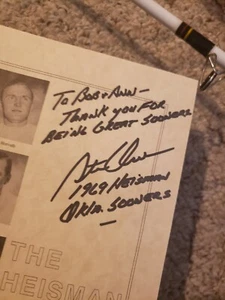 To Bob & Ann —
Thank you for
being great Sooners
1969 Heisman
Okla Sooners
THE
HEISMAN